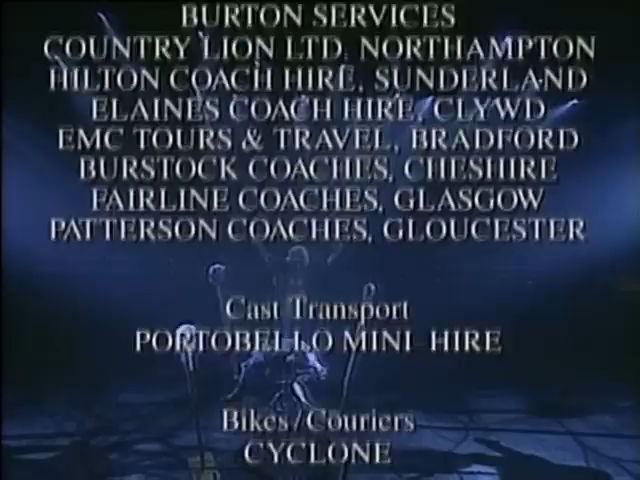 BURTON SERVICES
COUNTRY LION LTD, NORTHAMPTON
HILTON COACH HIRE, SUNDERLAND
ELAINES COACH HIRE, CLYWD
EMC TOURS & TRAVEL, BRADFORD
BURSTOCK COACHES, CHESHIRE
FAIRLINE COACHES, GLASGOW
PATTERSON COACHES, GLOUCESTER
Cast Transport
PORTOBELLO MINI HIRE
Bikes/Couriers
CYCLONE